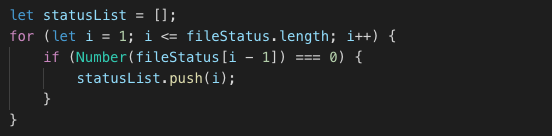 let statusList = [];
for (let i = 1; i <= fileStatus.length; i++) {
    if (Number(fileStatus[i - 1]) === 0) {
        statusList.push(i);
    }
}